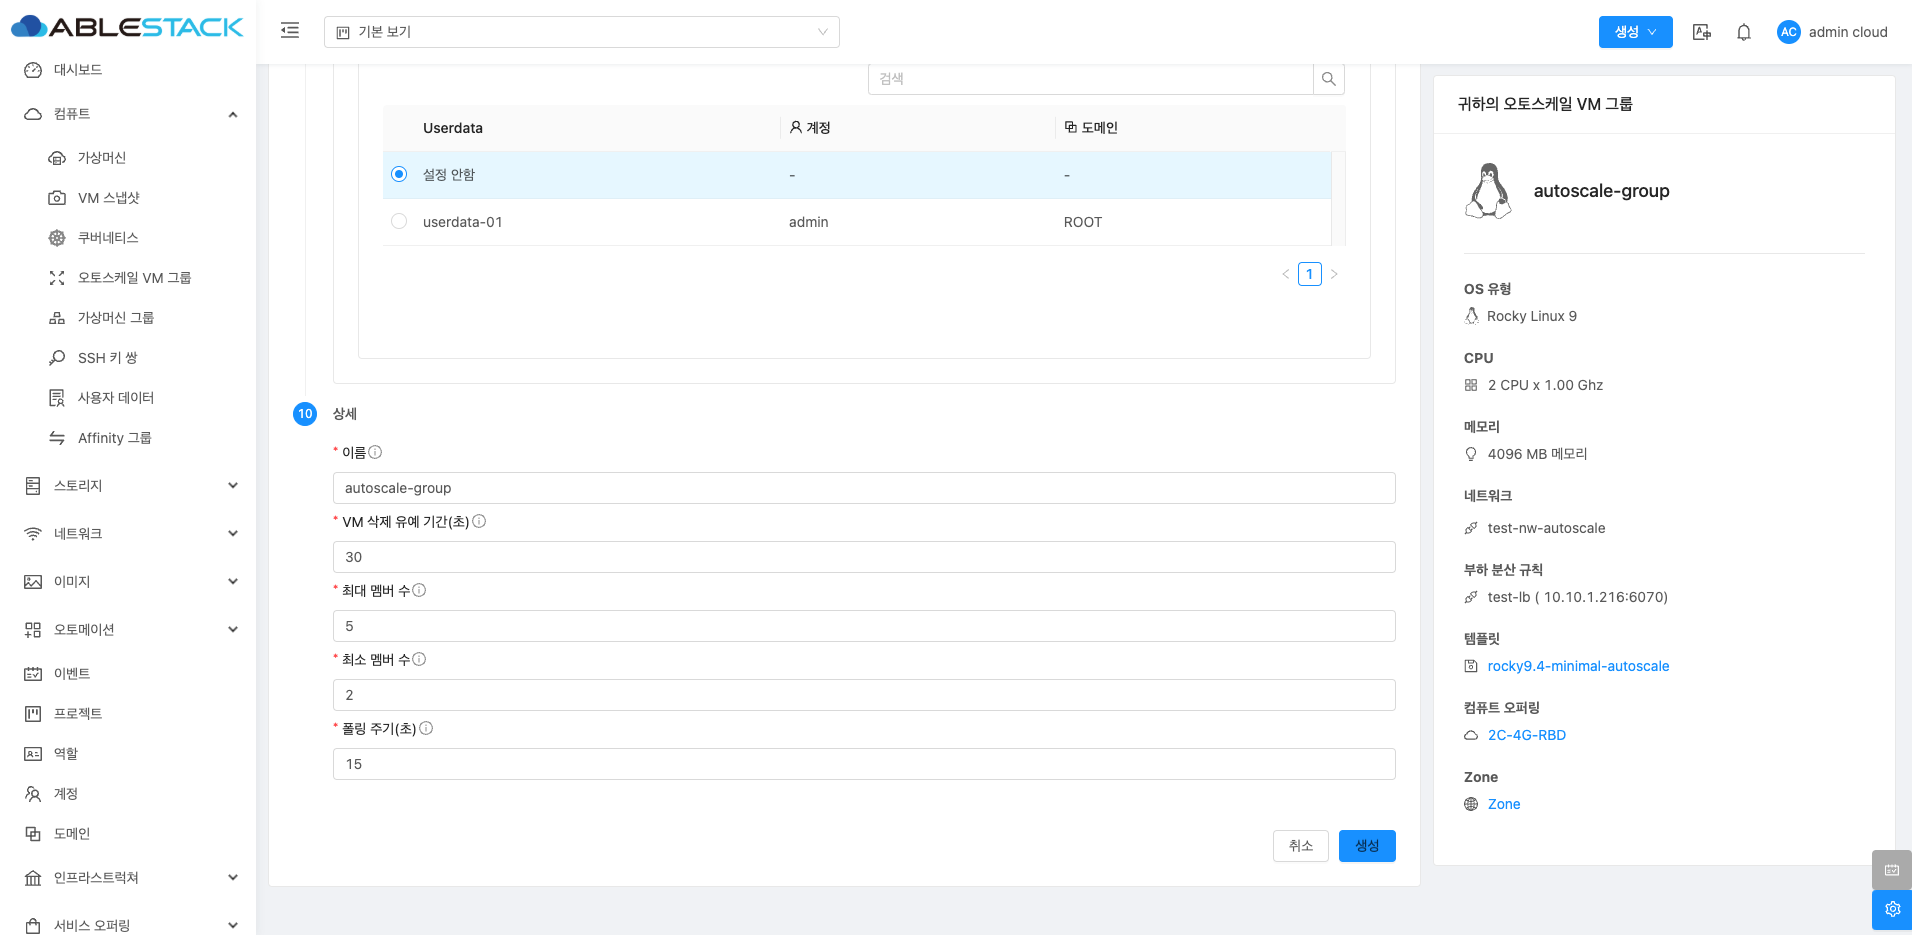 ABLESTACK
기본 보기
생성
AC
admin cloud
대시보드
컴퓨트
가상머신
VM 스냅샷
쿠버네티스
오토스케일 VM 그룹
가상머신 그룹
SSH 키 쌍
사용자 데이터
Affinity 그룹
스토리지
네트워크
이미지
오토메이션
이벤트
프로젝트
역할
계정
도메인
인프라스트럭쳐
서비스 오퍼링
검색
Userdata 계정 도메인
설정 안함 - -
userdata-01 admin ROOT
1
10 상세
* 이름
autoscale-group
* VM 삭제 유예 기간(초)
30
* 최대 멤버 수
5
* 최소 멤버 수
2
* 폴링 주기(초)
15
취소 생성
귀하의 오토스케일 VM 그룹
autoscale-group
OS 유형
Rocky Linux 9
CPU
2 CPU x 1.00 Ghz
메모리
4096 MB 메모리
네트워크
test-nw-autoscale
부하 분산 규칙
test-lb ( 10.10.1.216:6070)
템플릿
rocky9.4-minimal-autoscale
컴퓨트 오퍼링
2C-4G-RBD
Zone
Zone